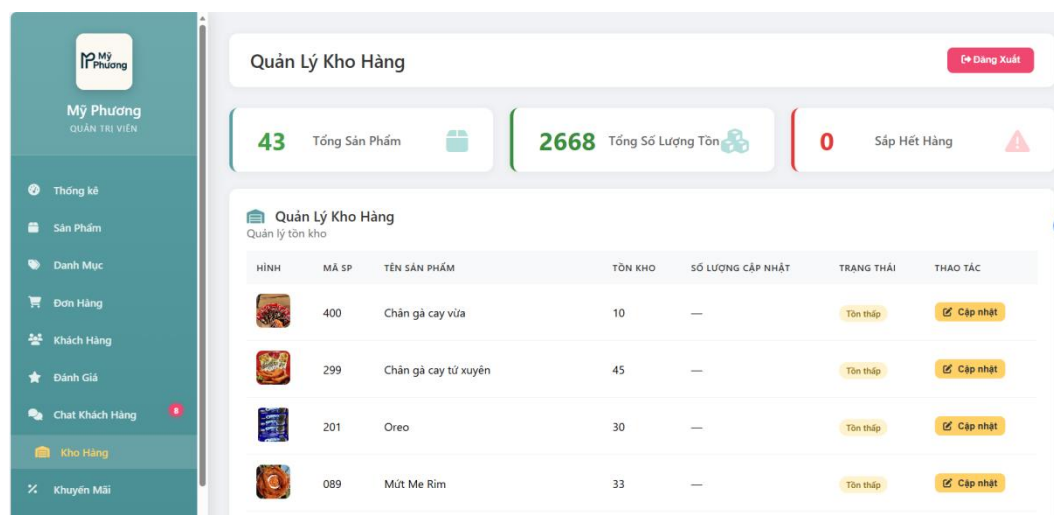 Mỹ
Phương
Mỹ Phương
QUẢN TRỊ VIÊN
Thống kê
Sản Phẩm
Danh Mục
Đơn Hàng
Khách Hàng
Đánh Giá
Chat Khách Hàng 8
Kho Hàng
Khuyến Mãi
Quản Lý Kho Hàng
Đăng Xuất
43 Tổng Sản Phẩm
2668 Tổng Số Lượng Tồn
0 Sắp Hết Hàng
Quản Lý Kho Hàng
Quản lý tồn kho
HÌNH MÃ SP TÊN SẢN PHẨM TỒN KHO SỐ LƯỢNG CẬP NHẬT TRẠNG THÁI THAO TÁC
400 Chân gà cay vừa 10 — Tồn thấp Cập nhật
299 Chân gà cay tứ xuyên 45 — Tồn thấp Cập nhật
201 Oreo 30 — Tồn thấp Cập nhật
089 Mứt Me Rim 33 — Tồn thấp Cập nhật